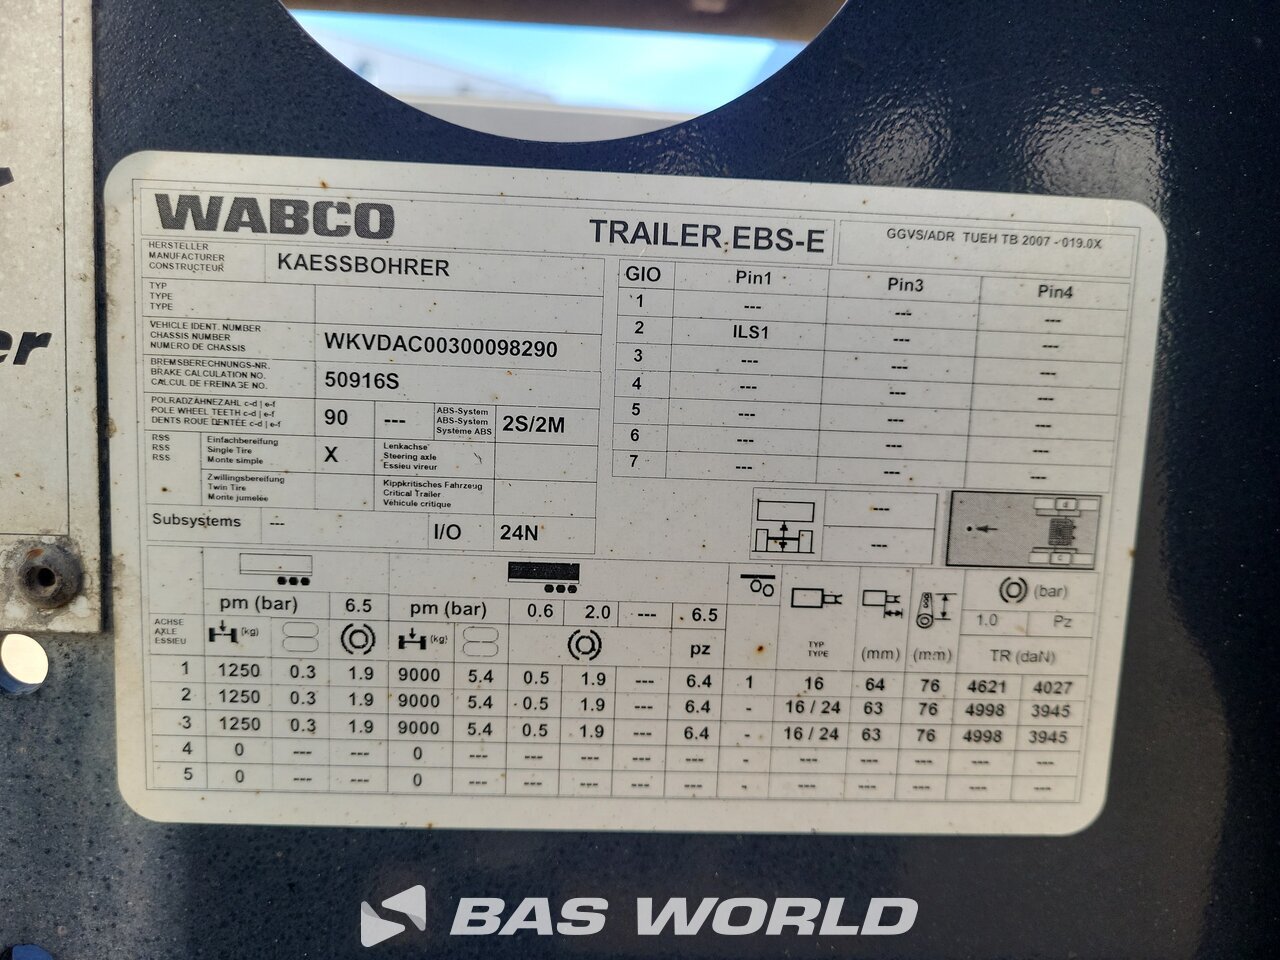 er
WABCO
TRAILER EBS-E
GGVS/ADR TUEH TB 2007 - 019.0X
HERSTELLER
MANUFACTURER
CONSTRUCTEUR
KAESSBOHRER
TYP
TYPE
TYPE
VEHICLE IDENT. NUMBER
CHASSIS NUMBER
NUMERO DE CHASSIS
WKVDAC00300098290
BREMSBERECHNUNGS-NR.
BRAKE CALCULATION NO.
CALCUL DE FREINAGE NO.
50916S
POLRADZÄHNEZAHL c-d | e-f
POLE WHEEL TEETH c-d | e-f
DENTS ROUE DENTÉE c-d | e-f
90 ---
ABS-System
ABS-System
Système ABS
2S/2M
RSS
RSS
RSS
Einfachbereifung
Single Tire
Monte simple
X
Lenkachse
Steering axle
Essieu vireur
Zwillingsbereifung
Twin Tire
Monte jumelée
Kippkritisches Fahrzeug
Critical Trailer
Véhicule critique
Subsystems --- I/O 24N
GIO Pin1 Pin3 Pin4
1 --- --- ---
2 ILS1 --- ---
3 --- --- ---
4 --- --- ---
5 --- --- ---
6 --- --- ---
7 --- --- ---
---
---
d
c
pm (bar) 6.5 pm (bar) 0.6 2.0 --- 6.5 (bar)
1.0 Pz
ACHSE
AXLE
ESSIEU
(kg) (kg) pz
TYP
TYPE
(mm) (mm) TR (daN)
1 1250 0.3 1.9 9000 5.4 0.5 1.9 --- 6.4 1 16 64 76 4621 4027
2 1250 0.3 1.9 9000 5.4 0.5 1.9 --- 6.4 - 16 / 24 63 76 4998 3945
3 1250 0.3 1.9 9000 5.4 0.5 1.9 --- 6.4 - 16 / 24 63 76 4998 3945
4 0 --- --- 0 --- --- --- --- --- - --- --- --- --- ---
5 0 --- --- 0 --- --- --- --- --- - --- --- --- --- ---
BAS WORLD